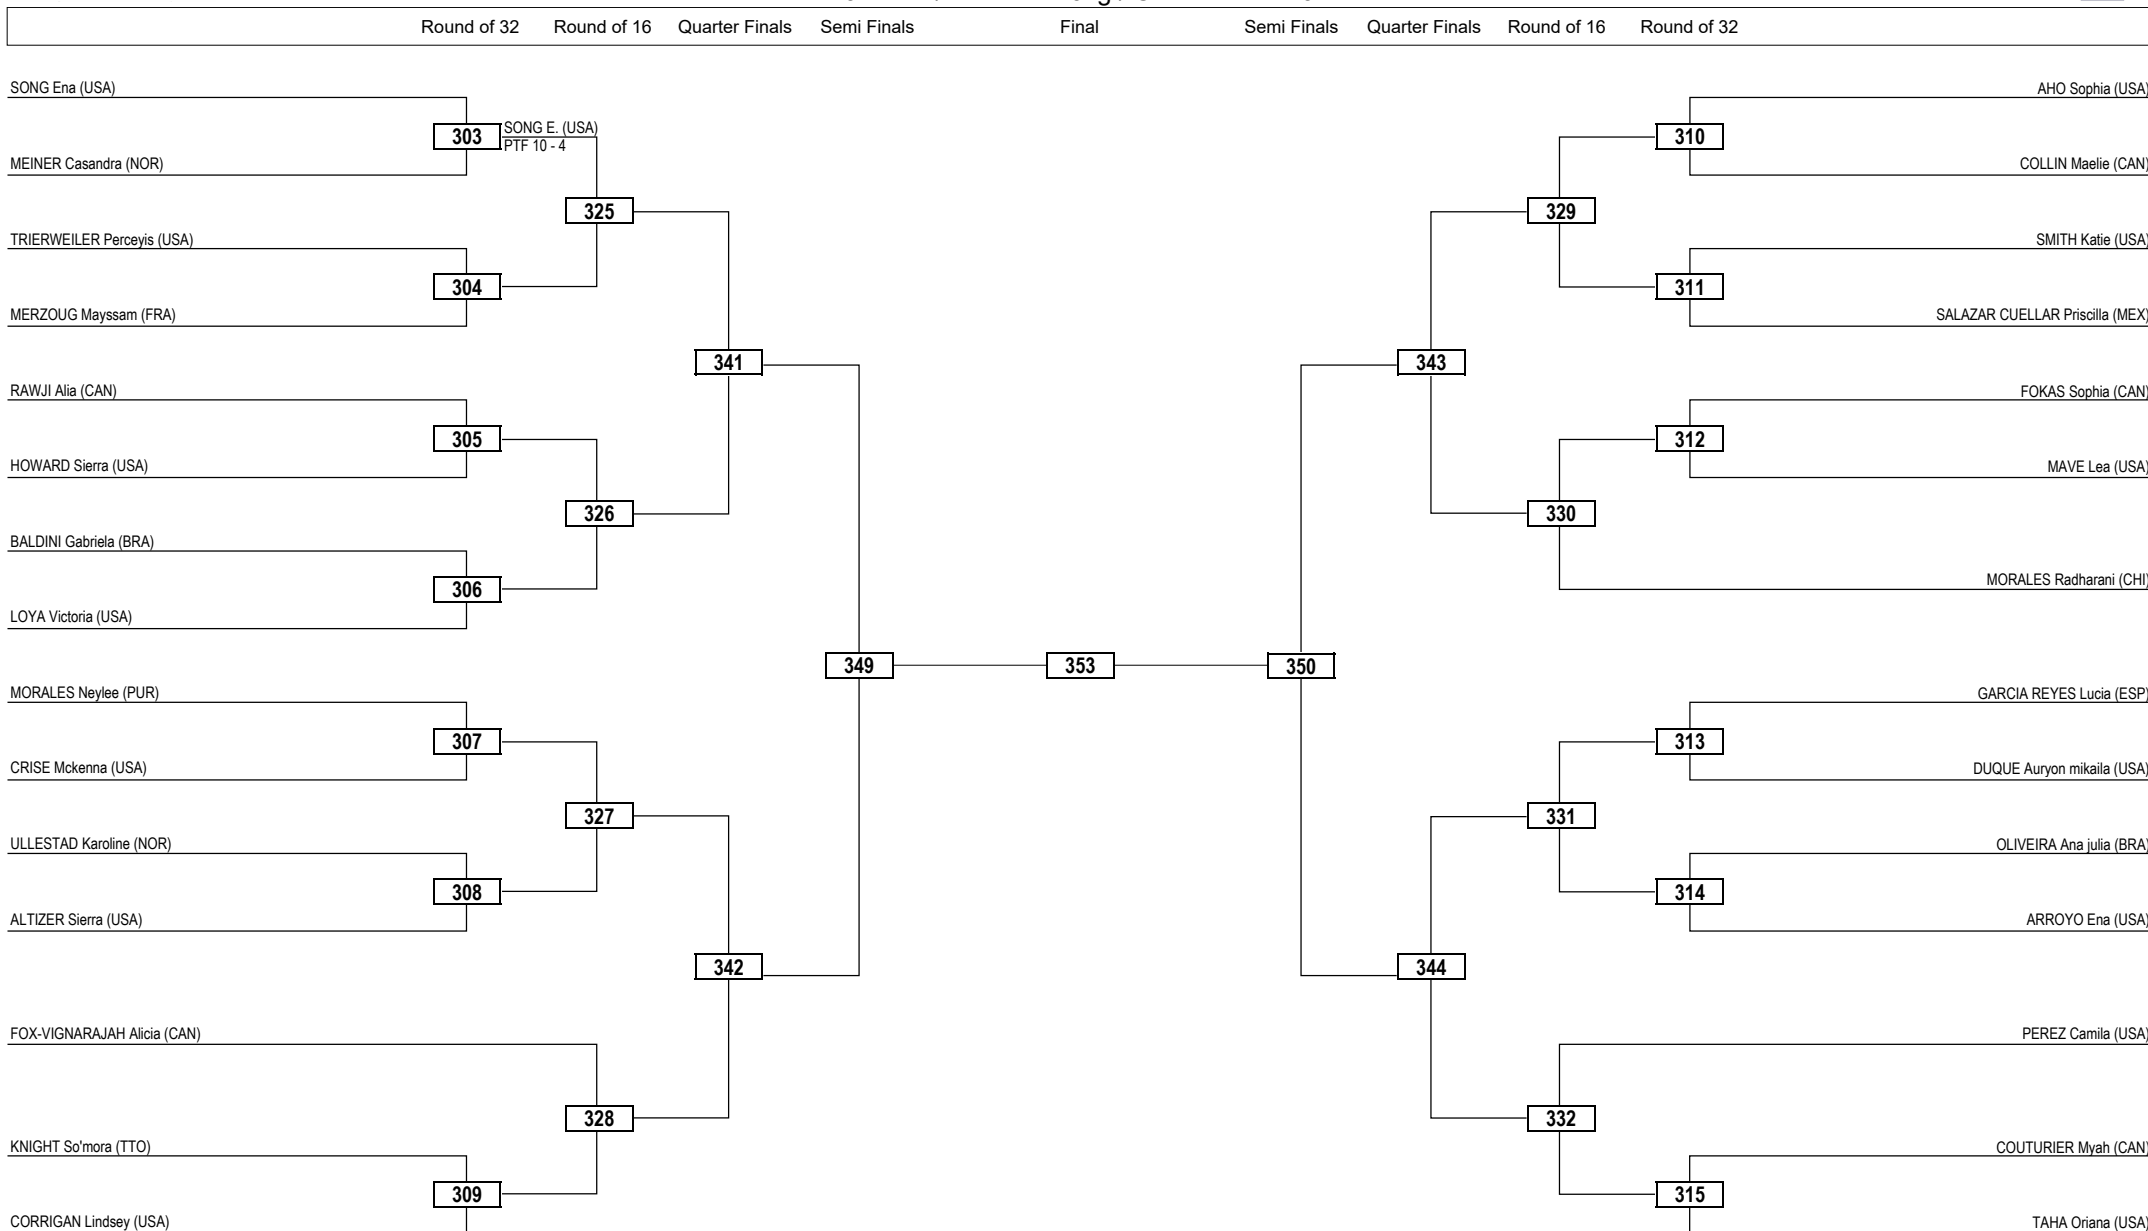 Round of 32 Round of 16 Quarter Finals Semi Finals Final Semi Finals Quarter Finals Round of 16 Round of 32
SONG Ena (USA) AHO Sophia (USA)
303 SONG E. (USA) 310
PTF 10 - 4
MEINER Casandra (NOR) COLLIN Maelie (CAN)
325 329
TRIERWEILER Perceyis (USA) SMITH Katie (USA)
304 311
MERZOUG Mayssam (FRA) SALAZAR CUELLAR Priscilla (MEX)
341 343
RAWJI Alia (CAN) FOKAS Sophia (CAN)
305 312
HOWARD Sierra (USA) MAVE Lea (USA)
326 330
BALDINI Gabriela (BRA)
306 MORALES Radharani (CHI)
LOYA Victoria (USA)
349 353 350
MORALES Neylee (PUR) GARCIA REYES Lucia (ESP)
307 313
CRISE Mckenna (USA) DUQUE Auryon mikaila (USA)
327 331
ULLESTAD Karoline (NOR) OLIVEIRA Ana julia (BRA)
308 314
ALTIZER Sierra (USA) ARROYO Ena (USA)
342 344
FOX-VIGNARAJAH Alicia (CAN) PEREZ Camila (USA)
328 332
KNIGHT So'mora (TTO) COUTURIER Myah (CAN)
309 315
CORRIGAN Lindsey (USA) TAHA Oriana (USA)